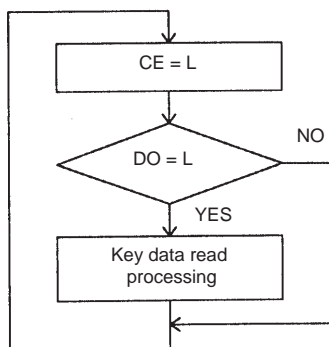 CE = L
DO = L
NO
YES
Key data read
processing